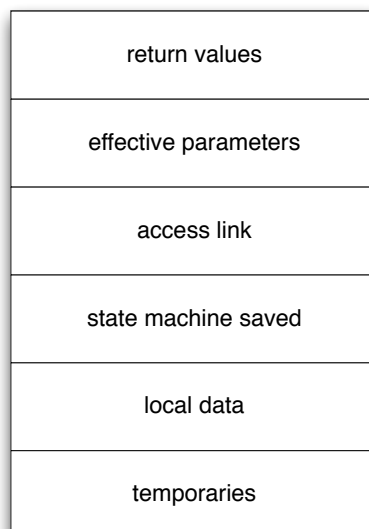 return values
effective parameters
access link
state machine saved
local data
temporaries